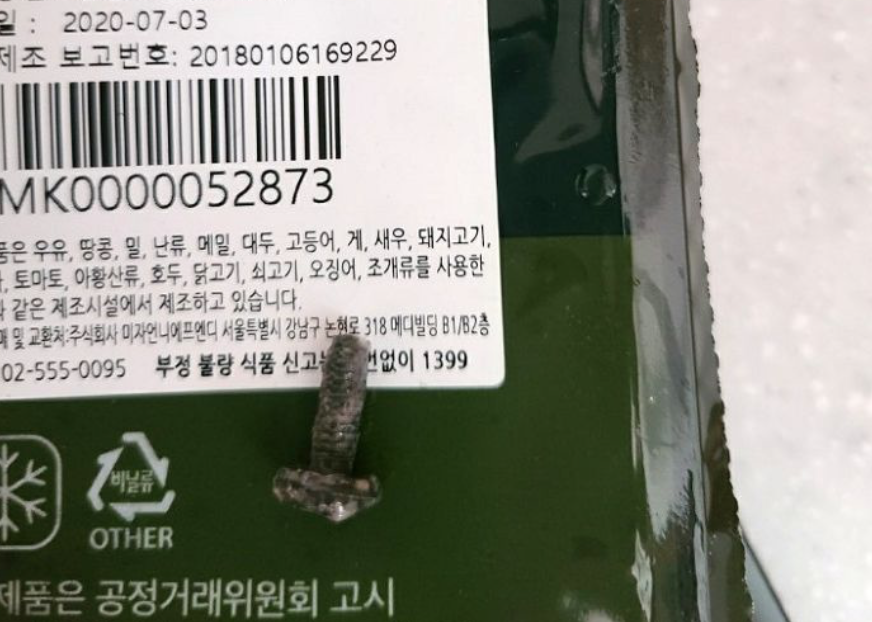 일 : 2020-07-03
제조 보고번호: 20180106169229
MK0000052873
품은 우유, 땅콩, 밀, 난류, 메밀, 대두, 고등어, 게, 새우, 돼지고기,
, 토마토, 아황산류, 호두, 닭고기, 쇠고기, 오징어, 조개류를 사용한
같은 제조시설에서 제조하고 있습니다.
매 및 교환처:주식회사 미자언니에프엔디 서울특별시 강남구 논현로 318 메디빌딩 B1/B2층
02-555-0095 부정 불량 식품 신고는 없이 1399
비닐류
OTHER
제품은 공정거래위원회 고시